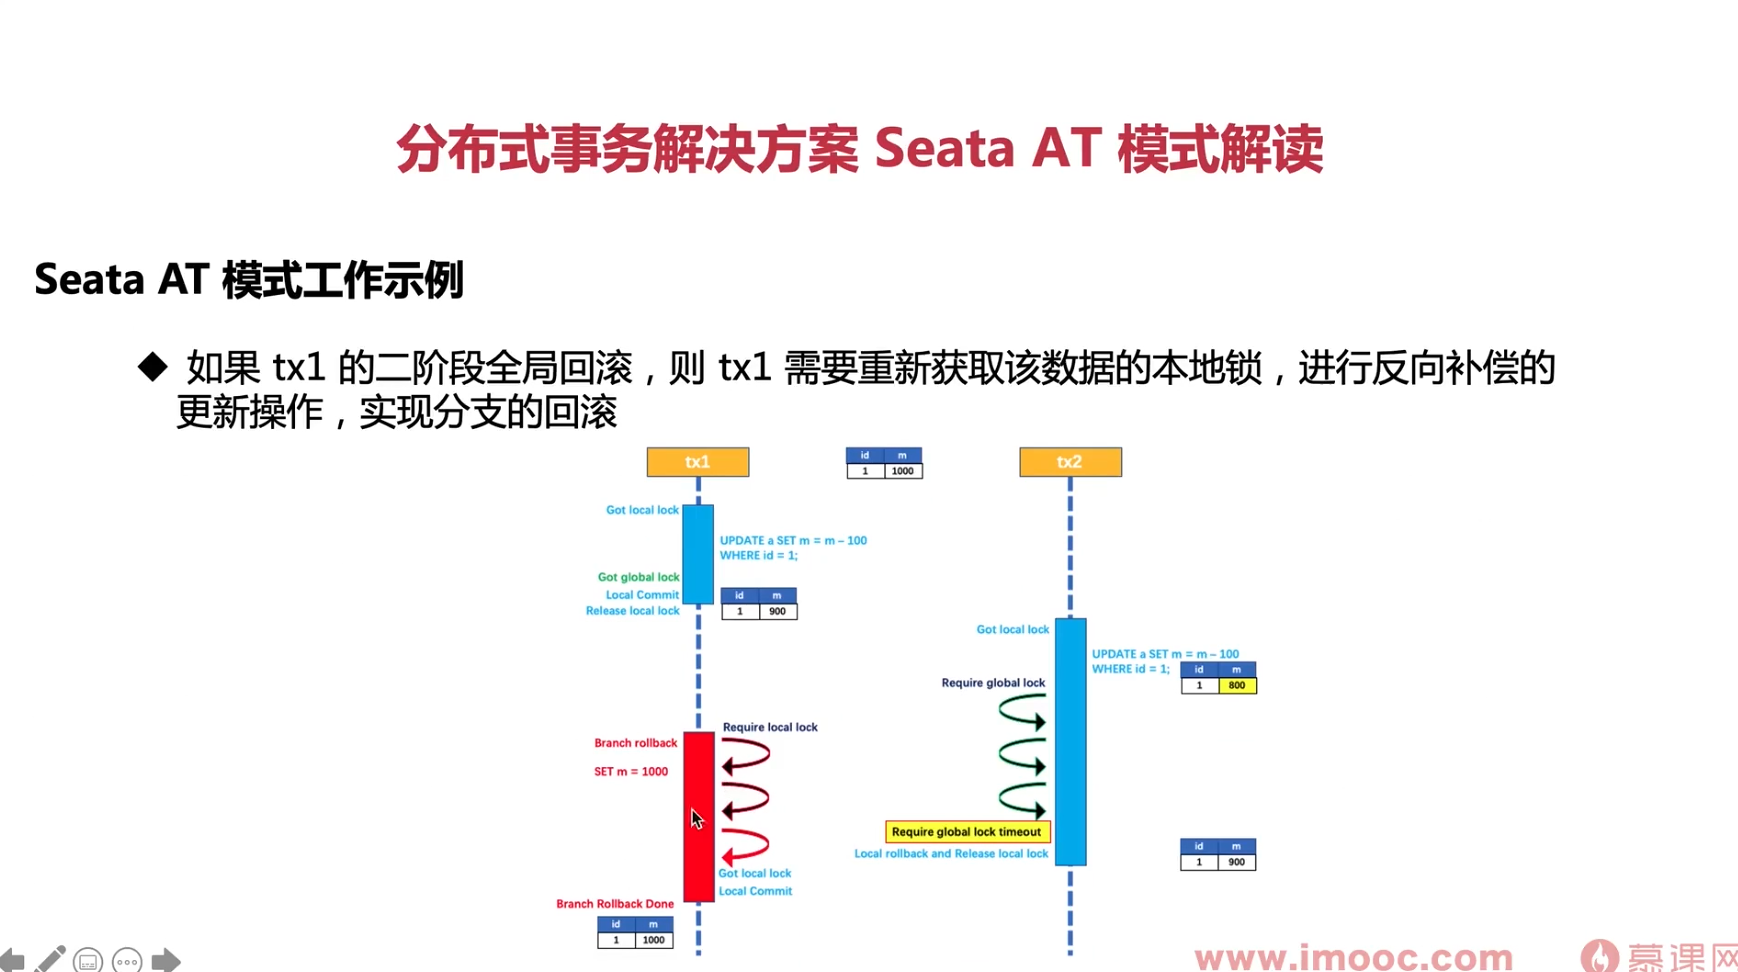 分布式事务解决方案 Seata AT 模式解读
Seata AT 模式工作示例
◆ 如果 tx1 的二阶段全局回滚，则 tx1 需要重新获取该数据的本地锁，进行反向补偿的
更新操作，实现分支的回滚
tx1
id m
1 1000
tx2
Got local lock
UPDATE a SET m = m – 100
WHERE id = 1;
Got global lock
Local Commit
Release local lock
id m
1 900
Got local lock
UPDATE a SET m = m – 100
WHERE id = 1;
id m
1 800
Require global lock
Require local lock
Branch rollback
SET m = 1000
Require global lock timeout
Local rollback and Release local lock
id m
1 900
Got local lock
Local Commit
Branch Rollback Done
id m
1 1000
www.imooc.com
慕课网